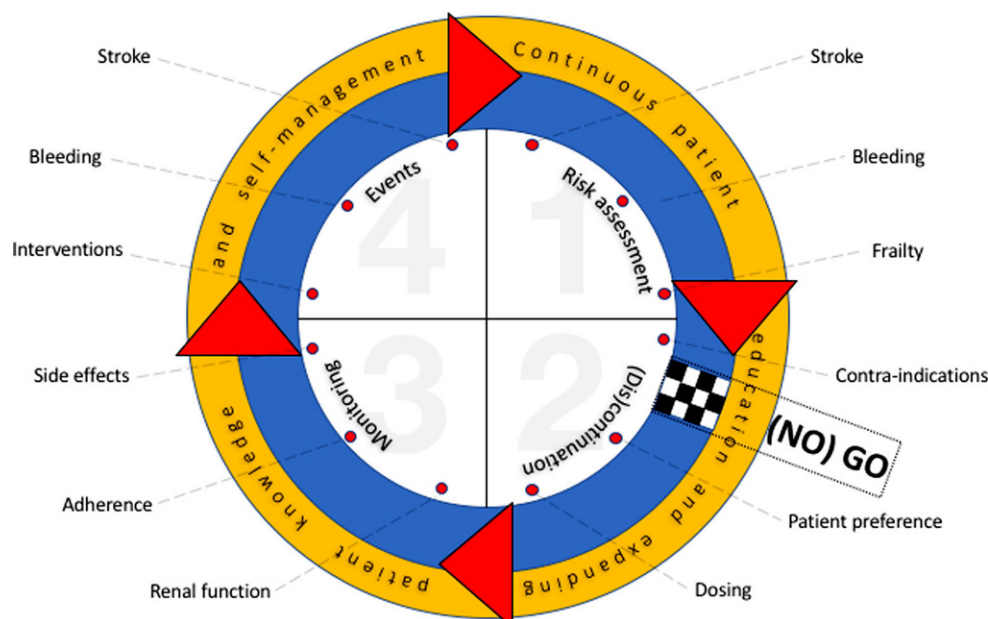 Continuous patient
education and expanding
patient knowledge
and self-management
Stroke
Bleeding
Frailty
Contra-indications
Patient preference
Dosing
Renal function
Adherence
Side effects
Interventions
Bleeding
Stroke
1
Risk assessment
2
(Dis)continuation
3
Monitoring
4
Events
(NO) GO